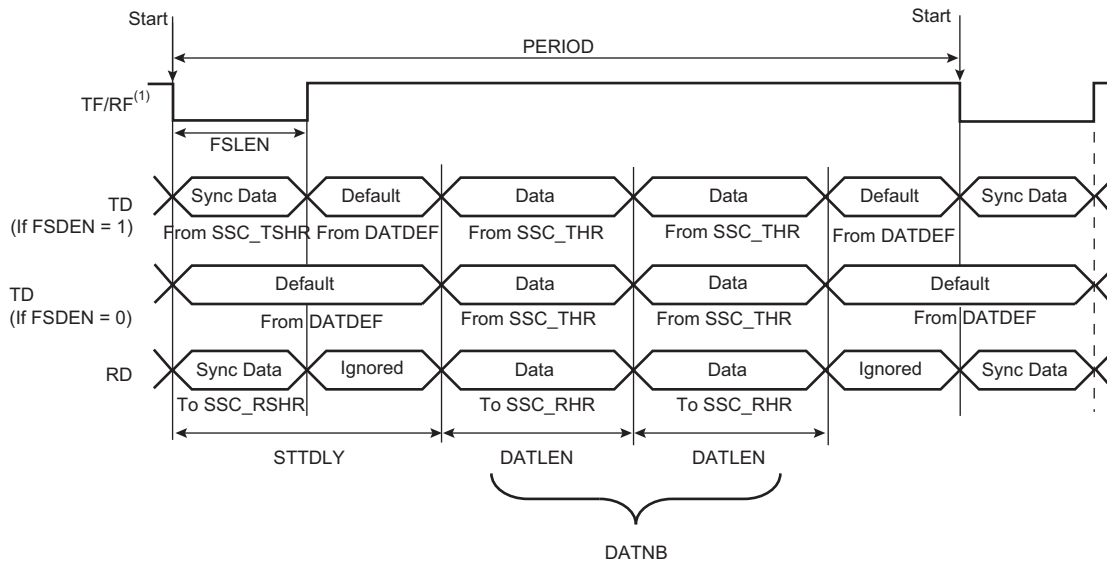 Start Start
PERIOD
TF/RF(1)
FSLEN
TD
(If FSDEN = 1)
Sync Data Default Data Data Default Sync Data
From SSC_TSHR From DATDEF From SSC_THR From SSC_THR From DATDEF
TD
(If FSDEN = 0)
Default Data Data Default
From DATDEF From SSC_THR From SSC_THR From DATDEF
RD Sync Data Ignored Data Data Ignored Sync Data
To SSC_RSHR To SSC_RHR To SSC_RHR
STTDLY DATLEN DATLEN
DATNB